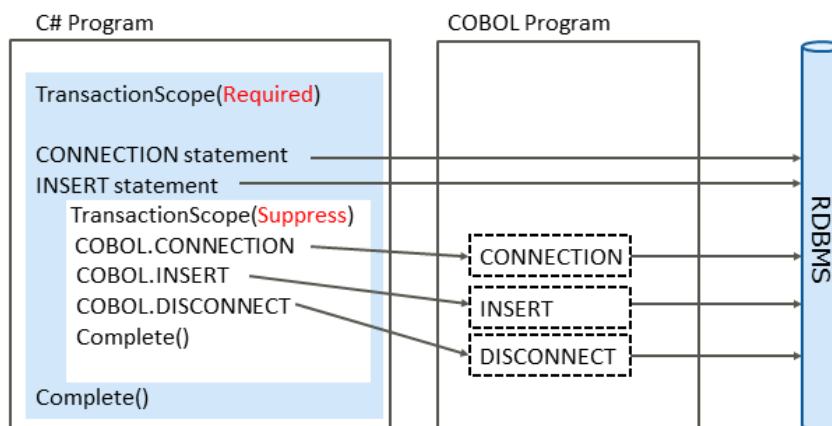 C# Program
COBOL Program
TransactionScope(Required)
CONNECTION statement
INSERT statement
TransactionScope(Suppress)
COBOL.CONNECTION
COBOL.INSERT
COBOL.DISCONNECT
Complete()
Complete()
CONNECTION
INSERT
DISCONNECT
RDBMS